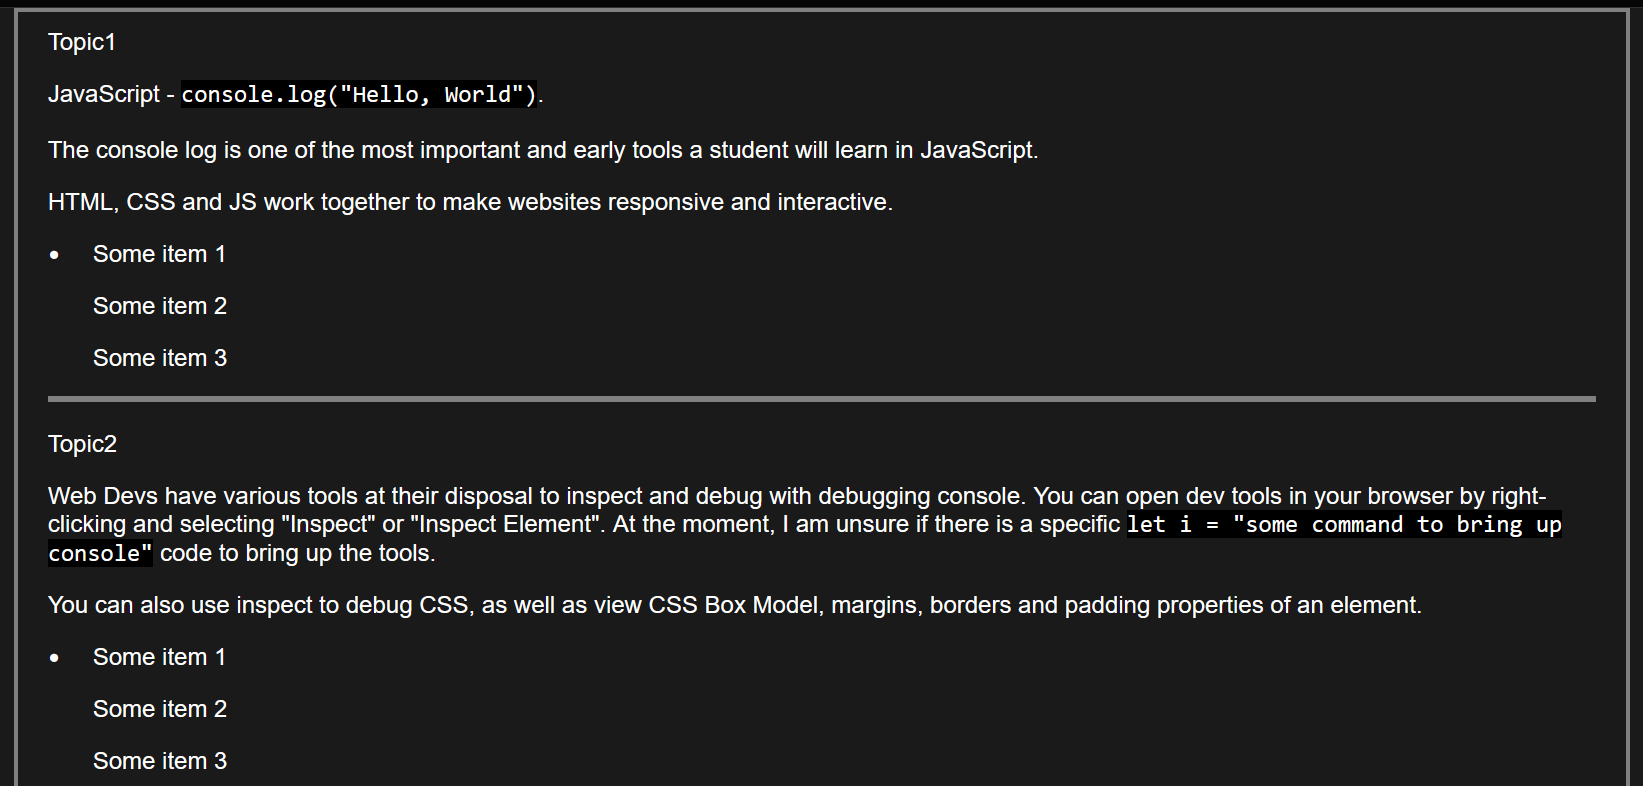 Topic1
JavaScript - console.log("Hello, World").
The console log is one of the most important and early tools a student will learn in JavaScript.
HTML, CSS and JS work together to make websites responsive and interactive.
• Some item 1
Some item 2
Some item 3
Topic2
Web Devs have various tools at their disposal to inspect and debug with debugging console. You can open dev tools in your browser by right-
clicking and selecting "Inspect" or "Inspect Element". At the moment, I am unsure if there is a specific let i = "some command to bring up
console" code to bring up the tools.
You can also use inspect to debug CSS, as well as view CSS Box Model, margins, borders and padding properties of an element.
• Some item 1
Some item 2
Some item 3